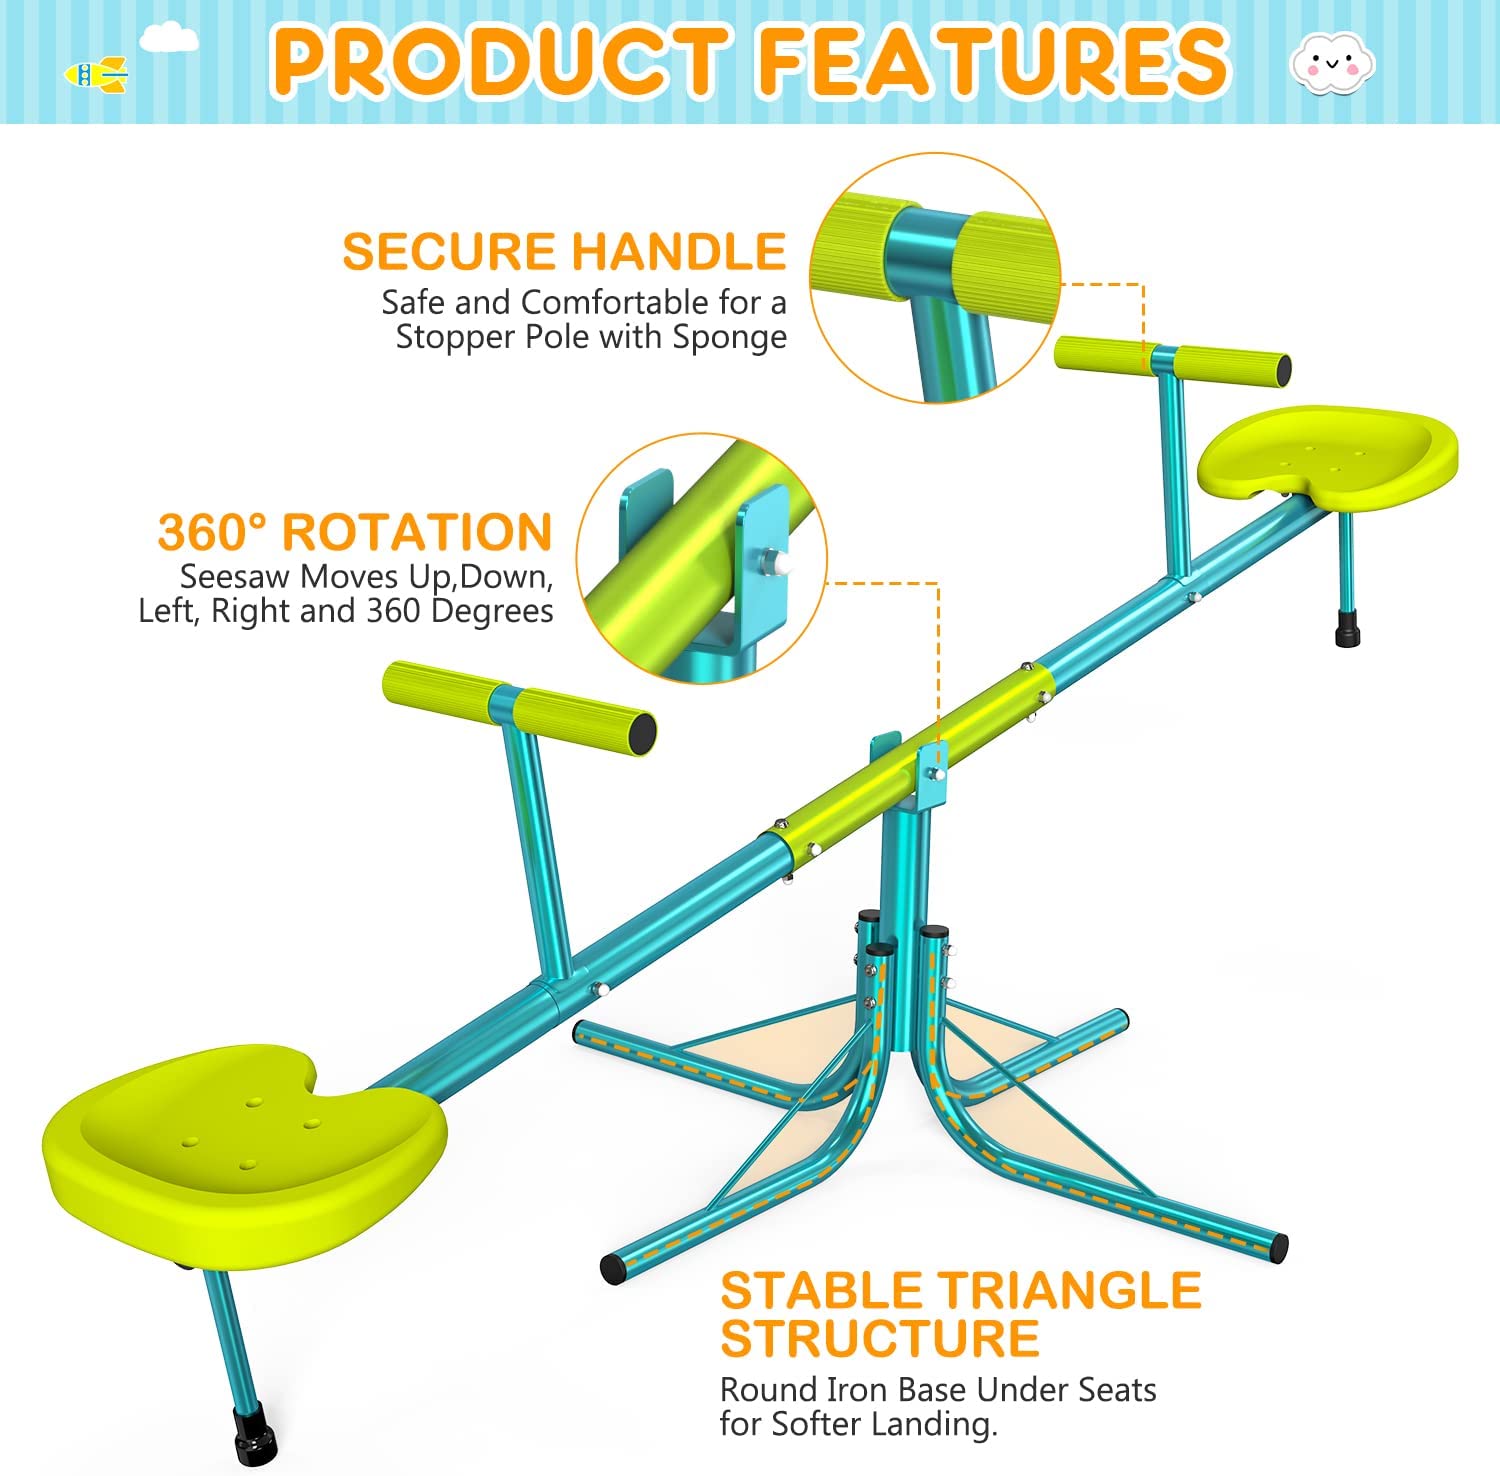 PRODUCT FEATURES
SECURE HANDLE
Safe and Comfortable for a
Stopper Pole with Sponge
360° ROTATION
Seesaw Moves Up,Down,
Left, Right and 360 Degrees
STABLE TRIANGLE
STRUCTURE
Round Iron Base Under Seats
for Softer Landing.